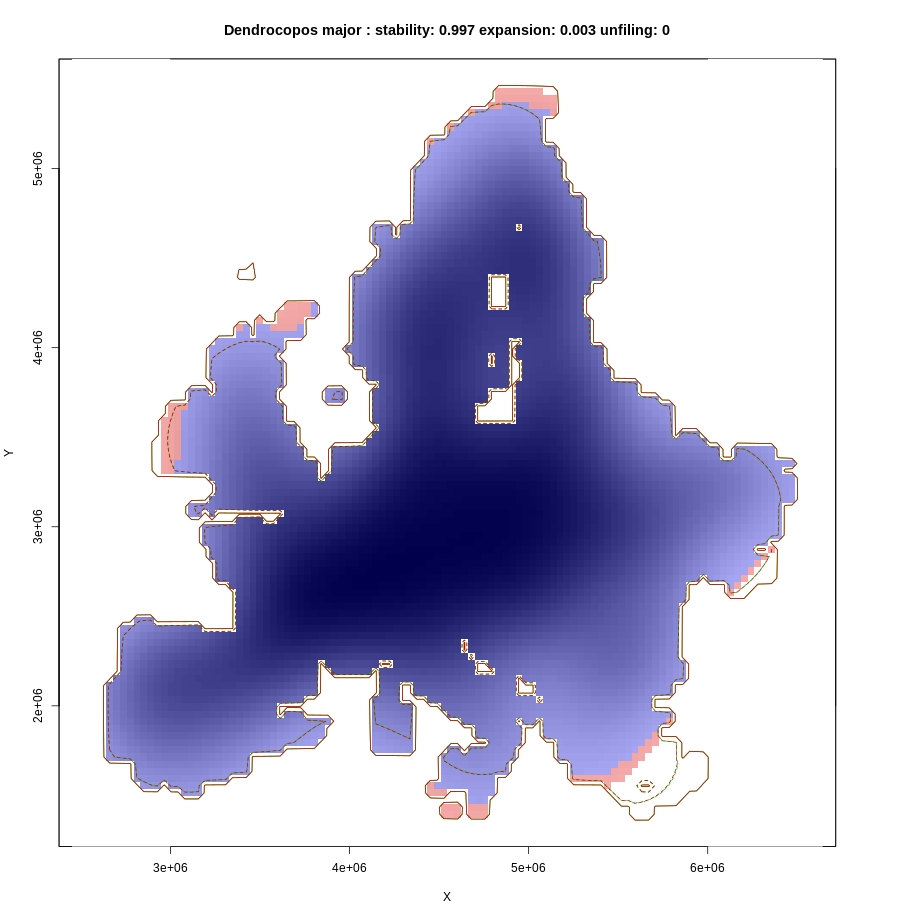 Dendrocopos major : stability: 0.997 expansion: 0.003 unfiling: 0
5e+06
4e+06
Y
3e+06
2e+06
3e+06 4e+06 5e+06 6e+06
X